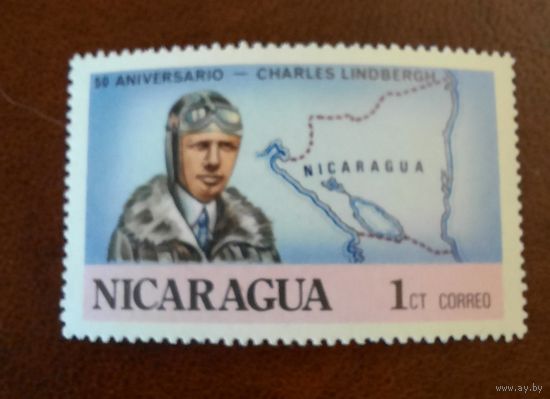 50 ANIVERSARIO — CHARLES LINDBERGH
NICARAGUA
NICARAGUA 1CT CORREO
www.ay.by